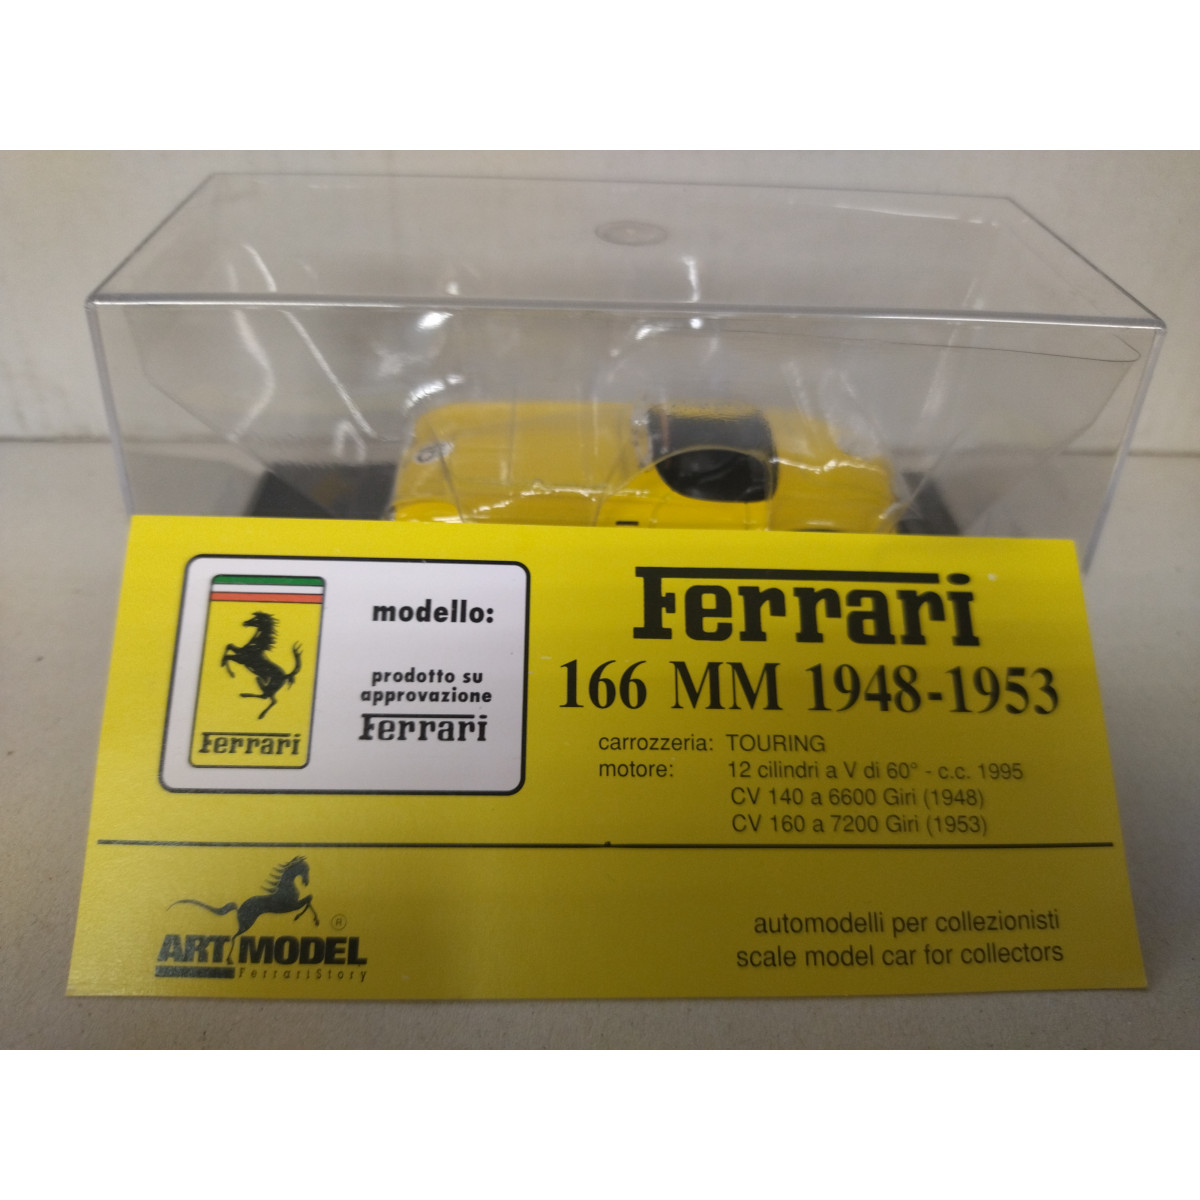 Ferrari
modello:
prodotto su
approvazione
Ferrari
Ferrari
166 MM 1948-1953
carrozzeria: TOURING
motore: 12 cilindri a V di 60° - c.c. 1995
CV 140 a 6600 Giri (1948)
CV 160 a 7200 Giri (1953)
ART MODEL ®
FerrariStory
automodelli per collezionisti
scale model car for collectors